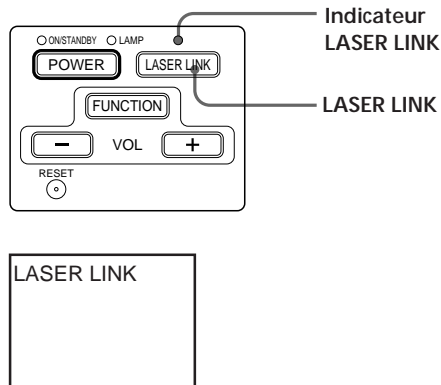 Indicateur
LASER LINK
ON/STANDBY LAMP
POWER LASER LINK
LASER LINK
FUNCTION
− VOL +
RESET
LASER LINK